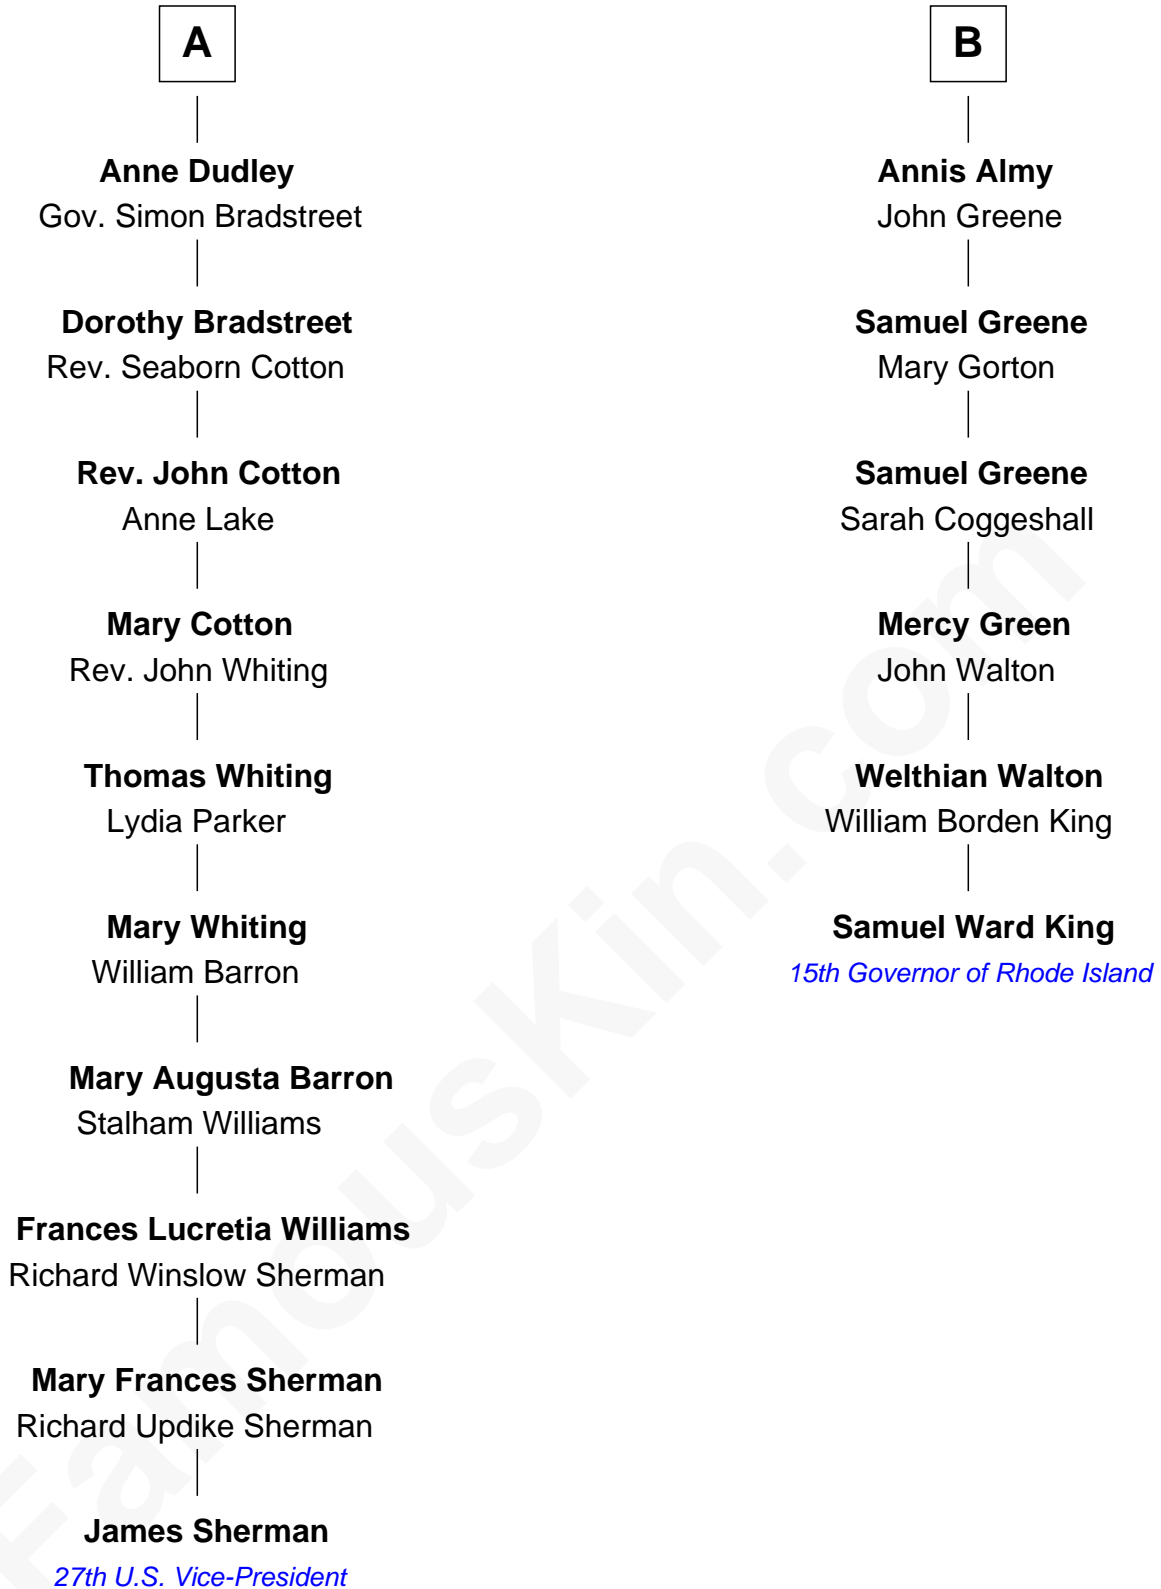 A
Anne Dudley
Gov. Simon Bradstreet
Dorothy Bradstreet
Rev. Seaborn Cotton
Rev. John Cotton
Anne Lake
Mary Cotton
Rev. John Whiting
Thomas Whiting
Lydia Parker
Mary Whiting
William Barron
Mary Augusta Barron
Stalham Williams
Frances Lucretia Williams
Richard Winslow Sherman
Mary Frances Sherman
Richard Updike Sherman
James Sherman
27th U.S. Vice-President
B
Annis Almy
John Greene
Samuel Greene
Mary Gorton
Samuel Greene
Sarah Coggeshall
Mercy Green
John Walton
Welthian Walton
William Borden King
Samuel Ward King
15th Governor of Rhode Island
FamousKin.com